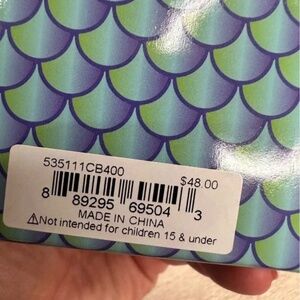 535111CB400
$48.00
8 89295 69504 3
MADE IN CHINA
⚠Not intended for children 15 & under